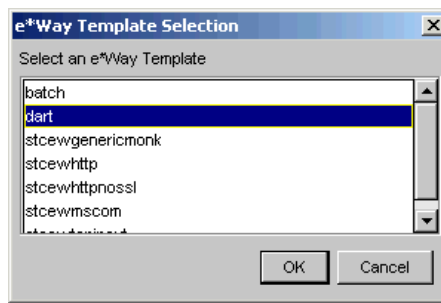 e*Way Template Selection
Select an e*Way Template
batch
dart
stcewgenericmonk
stcewhttp
stcewhttpnossl
stcewmscom
OK
Cancel